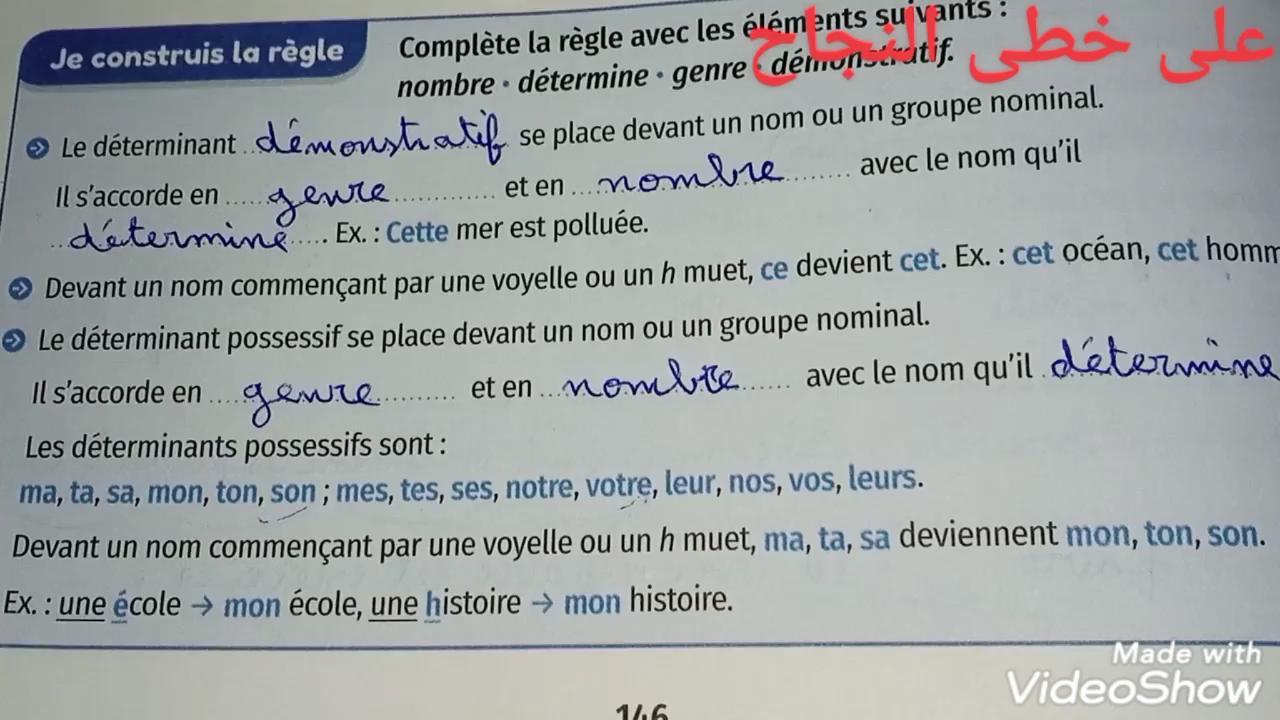 Je construis la règle
Complète la règle avec les éléments suivants :
nombre • détermine • genre • démonstratif.
على خطى النجاح
Le déterminant démonstratif se place devant un nom ou un groupe nominal.
Il s'accorde en genre et en nombre avec le nom qu'il
détermine. Ex. : Cette mer est polluée.
Devant un nom commençant par une voyelle ou un h muet, ce devient cet. Ex. : cet océan, cet homm
Le déterminant possessif se place devant un nom ou un groupe nominal.
Il s'accorde en genre et en nombre avec le nom qu'il détermine
Les déterminants possessifs sont :
ma, ta, sa, mon, ton, son ; mes, tes, ses, notre, votre, leur, nos, vos, leurs.
Devant un nom commençant par une voyelle ou un h muet, ma, ta, sa deviennent mon, ton, son.
Ex. : une école → mon école, une histoire → mon histoire.
Made with
VideoShow
146